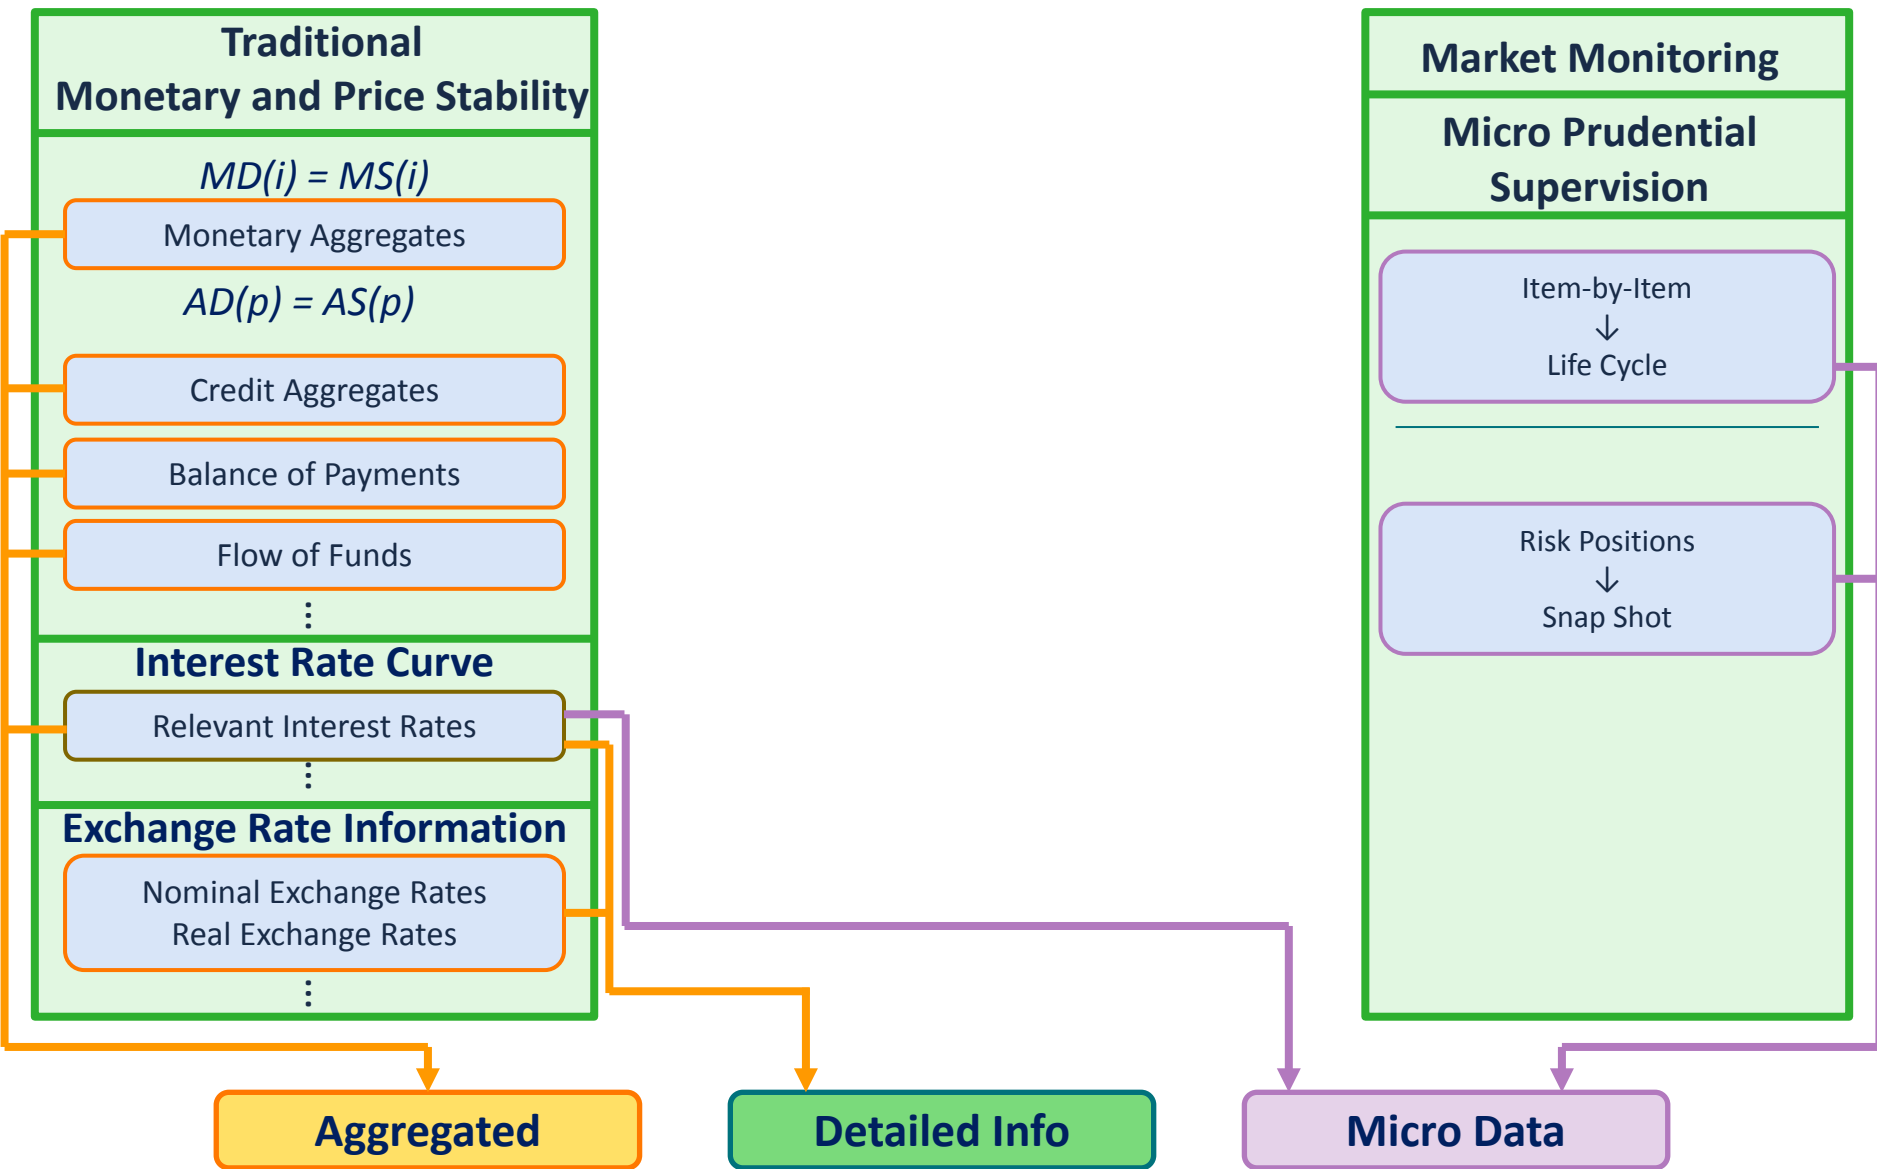 Traditional
Monetary and Price Stability
MD(i) = MS(i)
Monetary Aggregates
AD(p) = AS(p)
Credit Aggregates
Balance of Payments
Flow of Funds
⋮
Interest Rate Curve
Relevant Interest Rates
⋮
Exchange Rate Information
Nominal Exchange Rates
Real Exchange Rates
⋮
Market Monitoring
Micro Prudential
Supervision
Item-by-Item
↓
Life Cycle
Risk Positions
↓
Snap Shot
Aggregated
Detailed Info
Micro Data